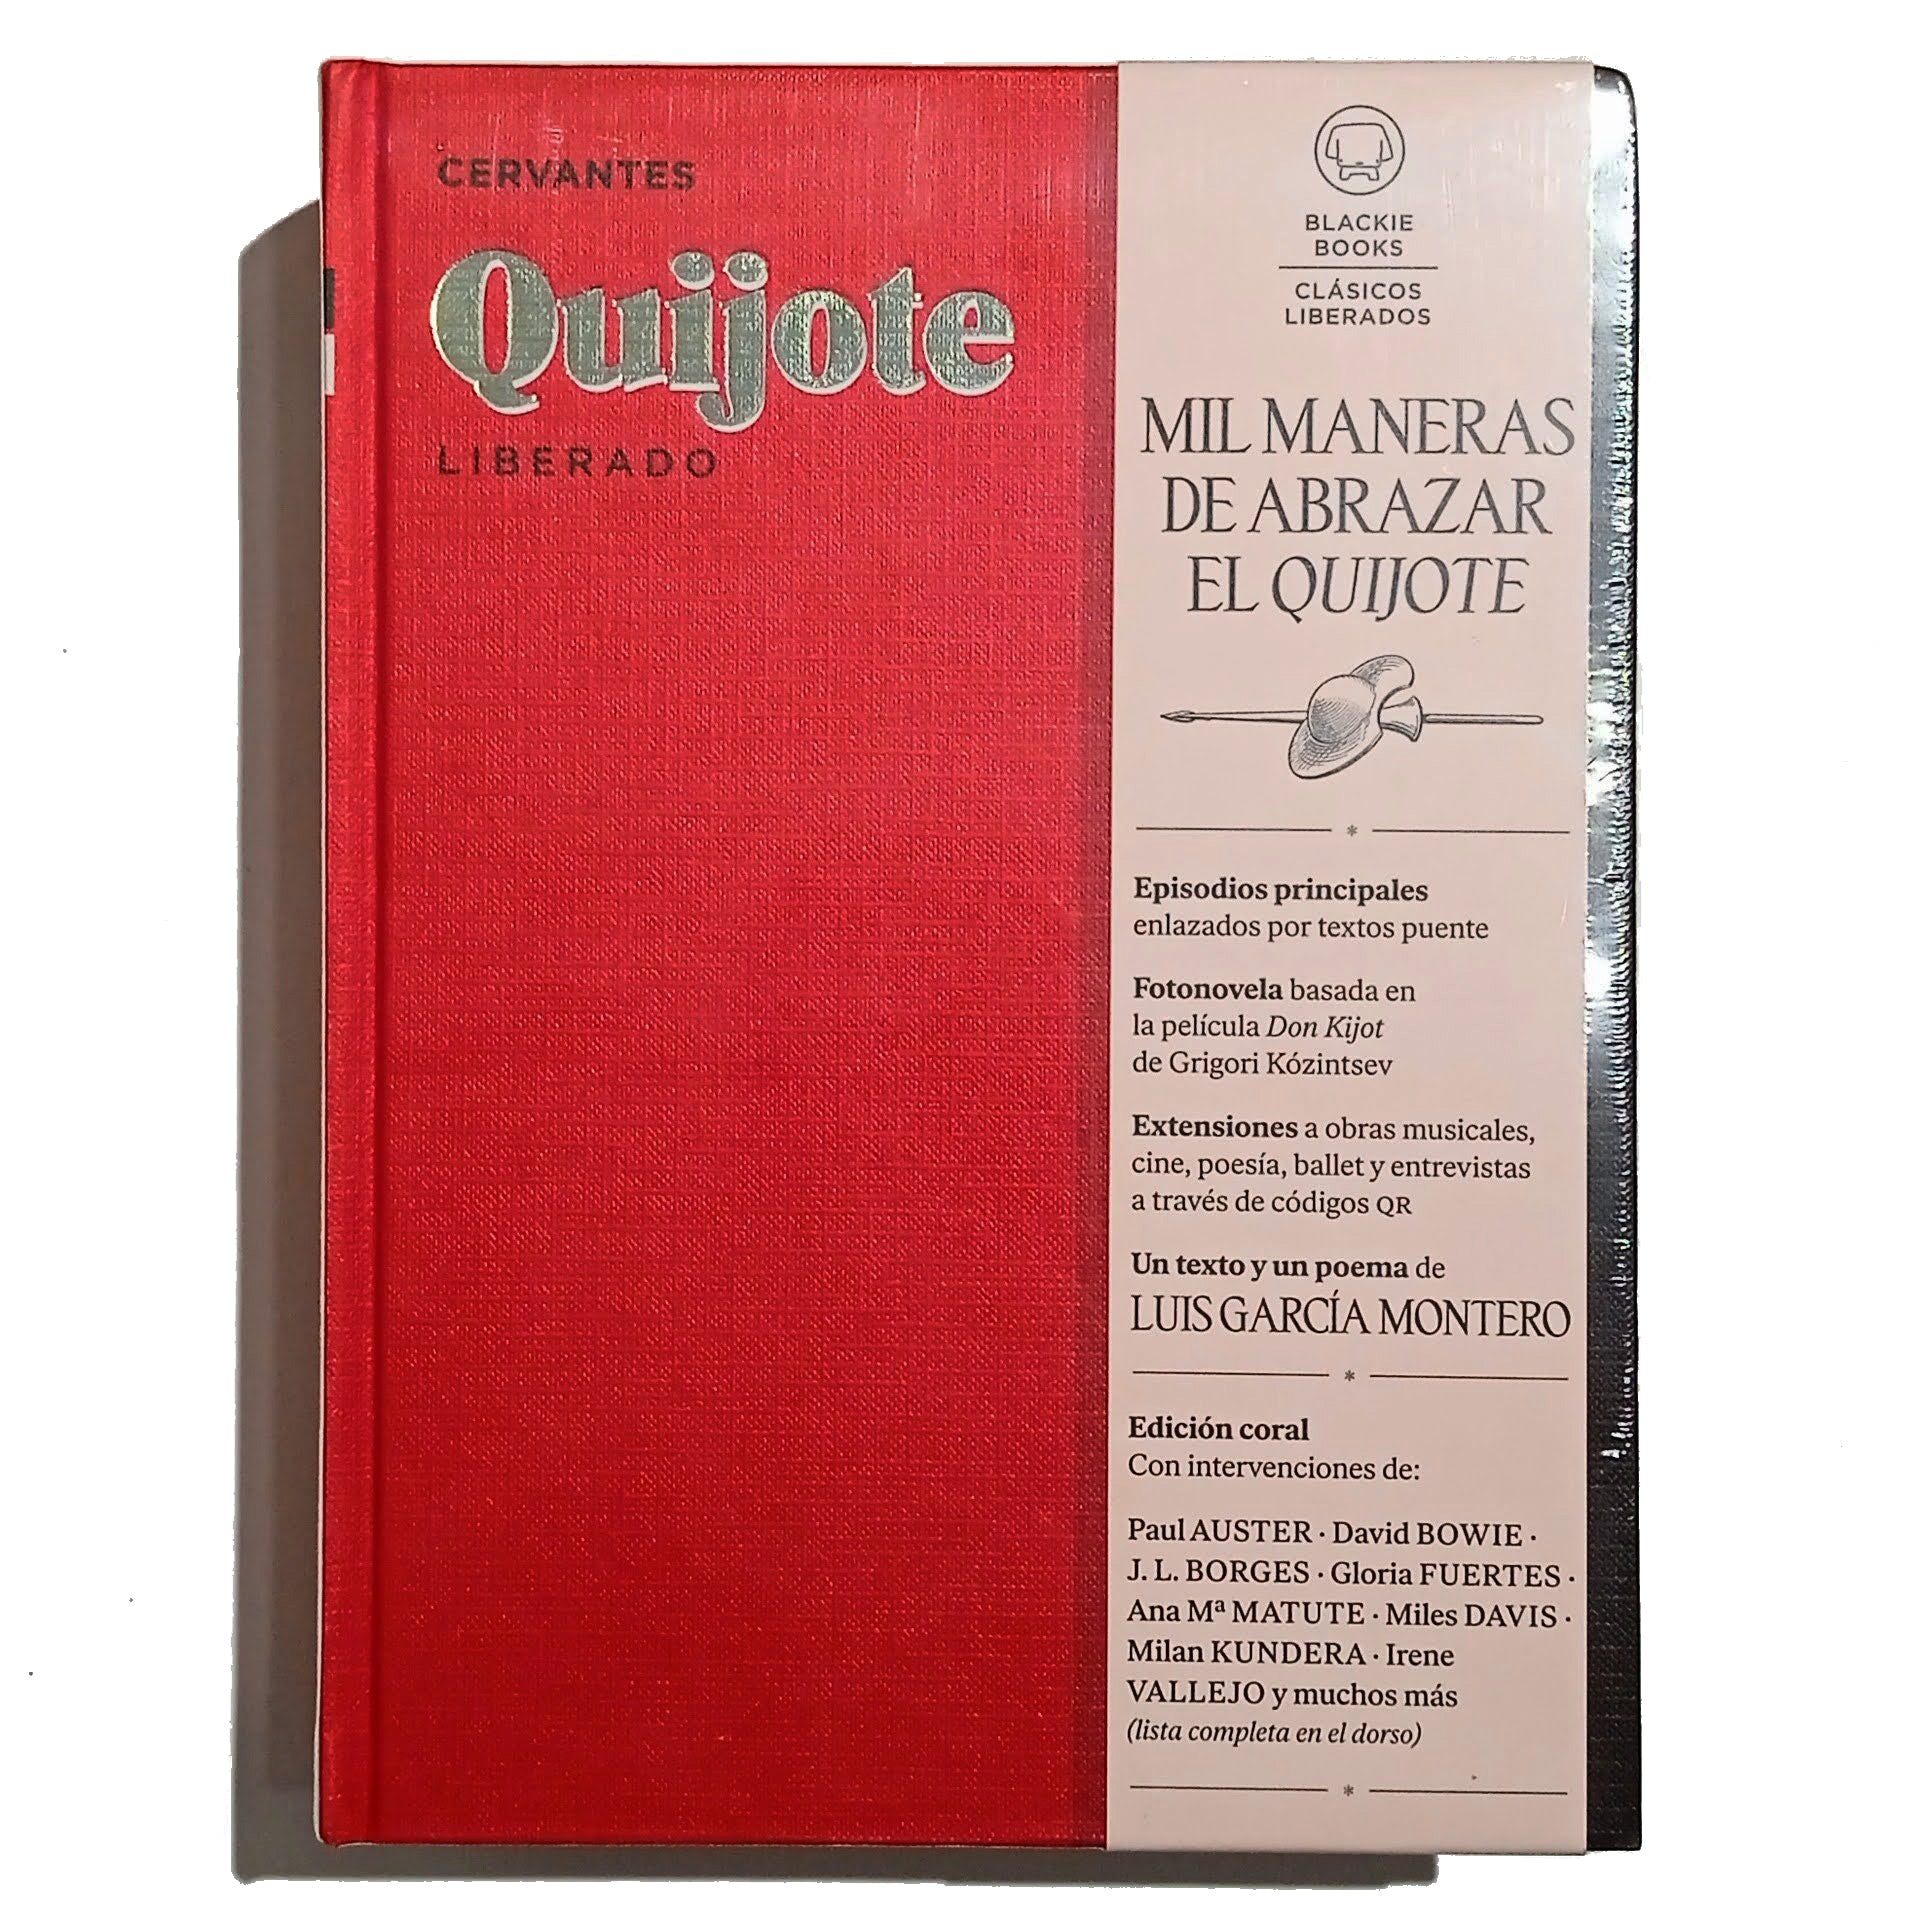 CERVANTES
Quijote
LIBERADO
BLACKIE
BOOKS
CLÁSICOS
LIBERADOS
MIL MANERAS
DE ABRAZAR
EL QUIJOTE
Episodios principales
enlazados por textos puente
Fotonovela basada en
la película Don Kijot
de Grigori Kózintsev
Extensiones a obras musicales,
cine, poesía, ballet y entrevistas
a través de códigos QR
Un texto y un poema de
LUIS GARCÍA MONTERO
Edición coral
Con intervenciones de:
Paul AUSTER · David BOWIE ·
J. L. BORGES · Gloria FUERTES ·
Ana Mª MATUTE · Miles DAVIS ·
Milan KUNDERA · Irene
VALLEJO y muchos más
(lista completa en el dorso)